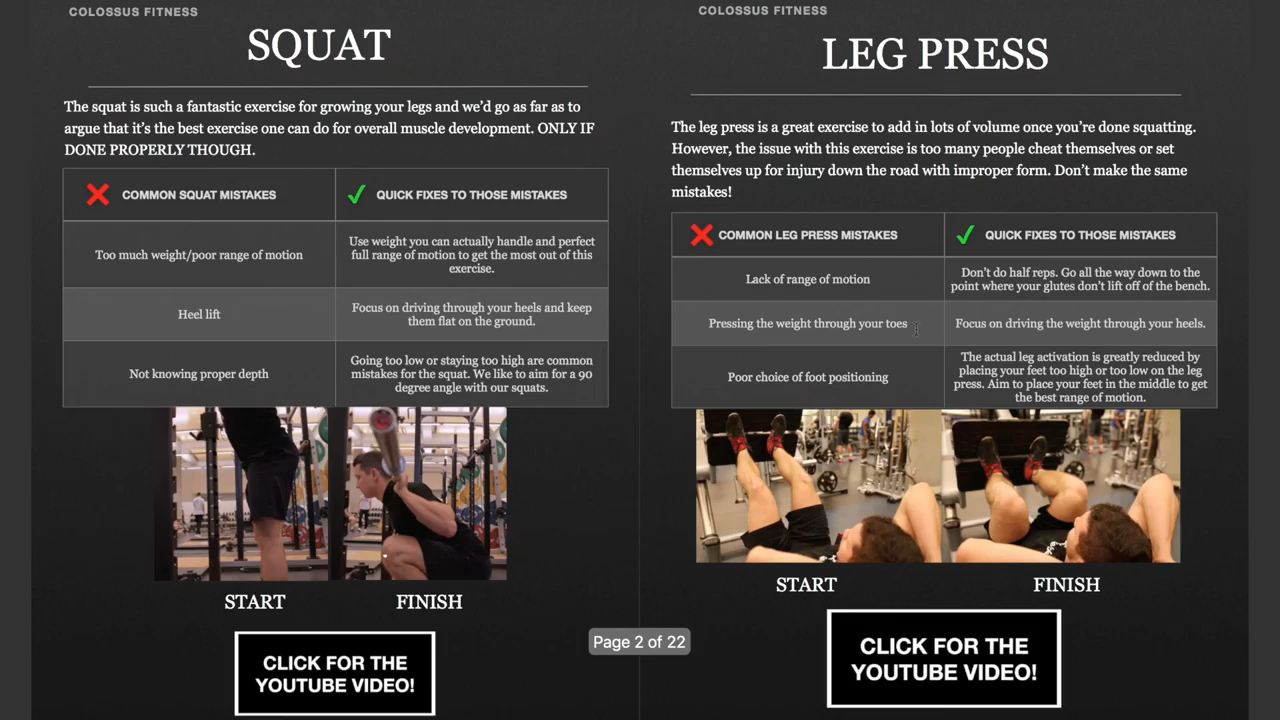 COLOSSUS FITNESS
SQUAT
The squat is such a fantastic exercise for growing your legs and we'd go as far as to
argue that it's the best exercise one can do for overall muscle development. ONLY IF
DONE PROPERLY THOUGH.
COMMON SQUAT MISTAKES
QUICK FIXES TO THOSE MISTAKES
Too much weight/poor range of motion
Use weight you can actually handle and perfect
full range of motion to get the most out of this
exercise.
Heel lift
Focus on driving through your heels and keep
them flat on the ground.
Not knowing proper depth
Going too low or staying too high are common
mistakes for the squat. We like to aim for a 90
degree angle with our squats.
START
FINISH
CLICK FOR THE
YOUTUBE VIDEO!
COLOSSUS FITNESS
LEG PRESS
The leg press is a great exercise to add in lots of volume once you're done squatting.
However, the issue with this exercise is too many people cheat themselves or set
themselves up for injury down the road with improper form. Don't make the same
mistakes!
COMMON LEG PRESS MISTAKES
QUICK FIXES TO THOSE MISTAKES
Lack of range of motion
Don't do half reps. Go all the way down to the
point where your glutes don't lift off of the bench.
Pressing the weight through your toes
Focus on driving the weight through your heels.
Poor choice of foot positioning
The actual leg activation is greatly reduced by
placing your feet too high or too low on the leg
press. Aim to place your feet in the middle to get
the best range of motion.
START
FINISH
CLICK FOR THE
YOUTUBE VIDEO!
Page 2 of 22